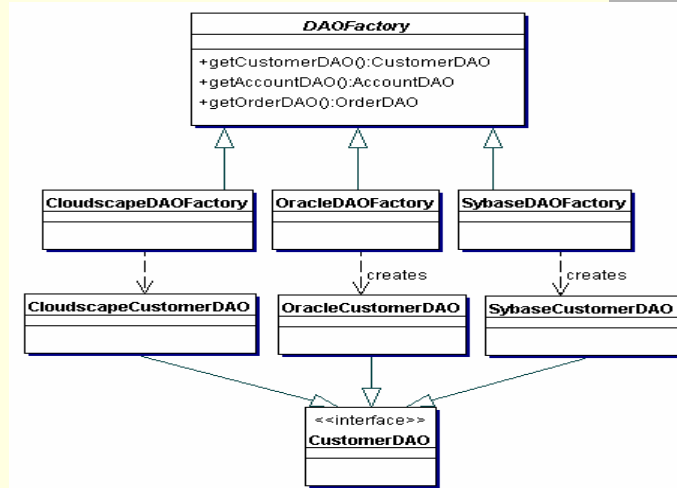 DAOFactory
+getCustomerDAO():CustomerDAO
+getAccountDAO():AccountDAO
+getOrderDAO():OrderDAO
CloudscapeDAOFactory
OracleDAOFactory
SybaseDAOFactory
creates
creates
CloudscapeCustomerDAO
OracleCustomerDAO
SybaseCustomerDAO
<<interface>>
CustomerDAO